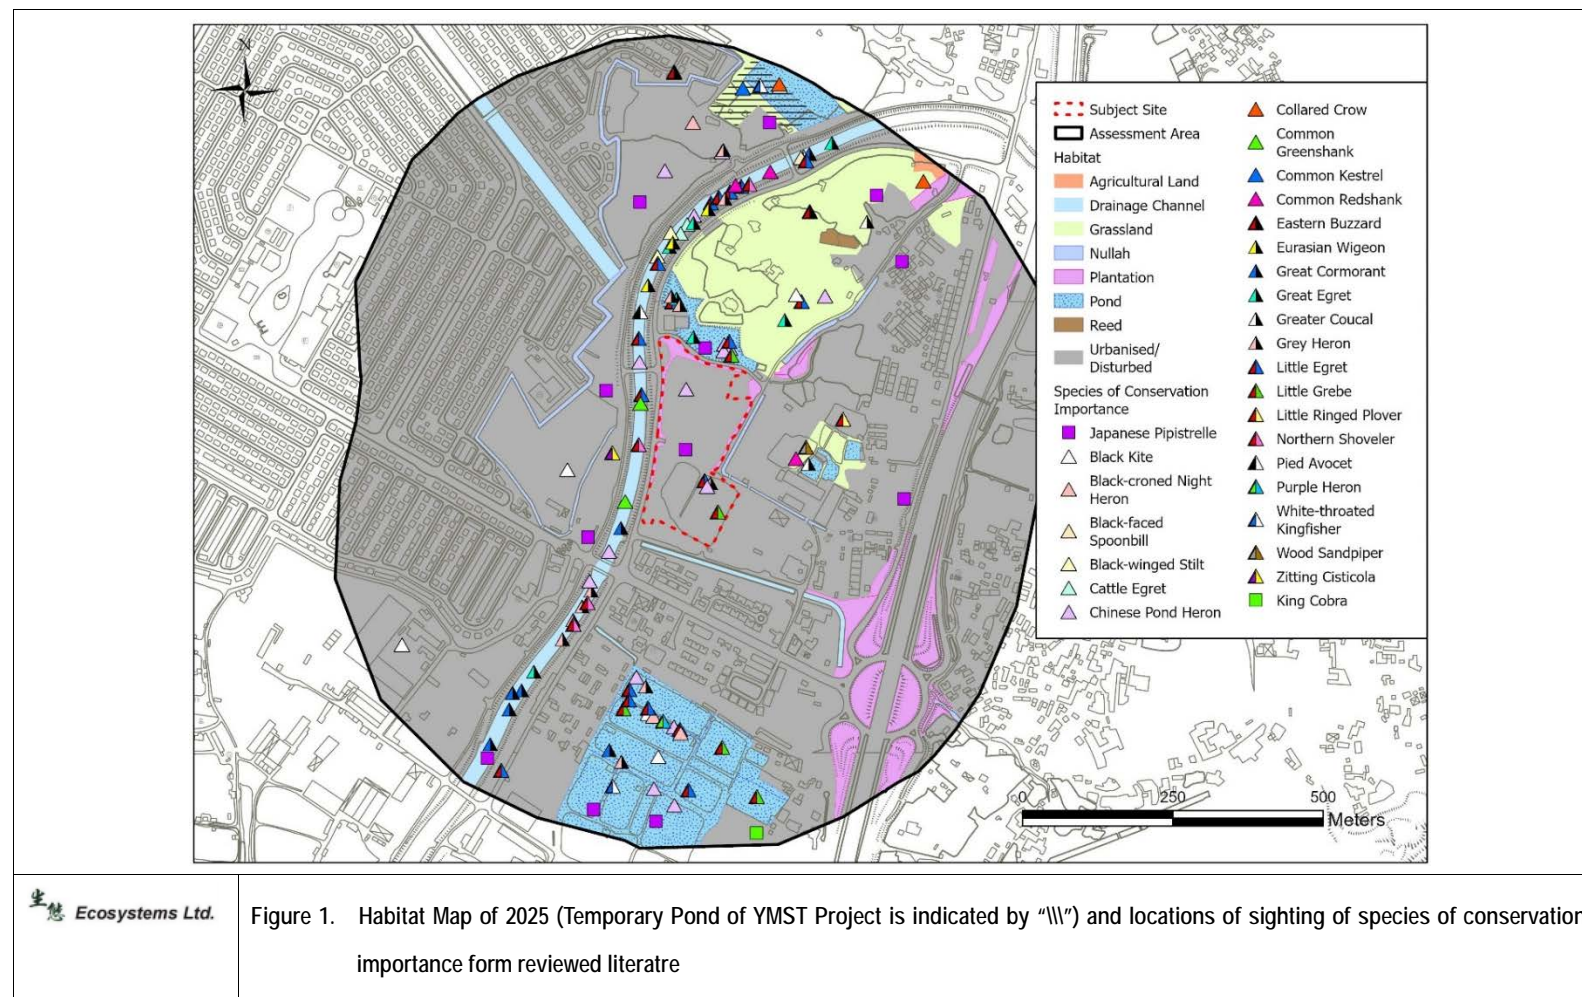 N
Subject Site
Assessment Area
Habitat
Agricultural Land
Drainage Channel
Grassland
Nullah
Plantation
Pond
Reed
Urbanised/
Disturbed
Species of Conservation
Importance
Japanese Pipistrelle
Black Kite
Black-croned Night
Heron
Black-faced
Spoonbill
Black-winged Stilt
Cattle Egret
Chinese Pond Heron
Collared Crow
Common
Greenshank
Common Kestrel
Common Redshank
Eastern Buzzard
Eurasian Wigeon
Great Cormorant
Great Egret
Greater Coucal
Grey Heron
Little Egret
Little Grebe
Little Ringed Plover
Northern Shoveler
Pied Avocet
Purple Heron
White-throated
Kingfisher
Wood Sandpiper
Zitting Cisticola
King Cobra
0 250 500
Meters
生態 Ecosystems Ltd.
Figure 1. Habitat Map of 2025 (Temporary Pond of YMST Project is indicated by “\\\”) and locations of sighting of species of conservation
importance form reviewed literatre